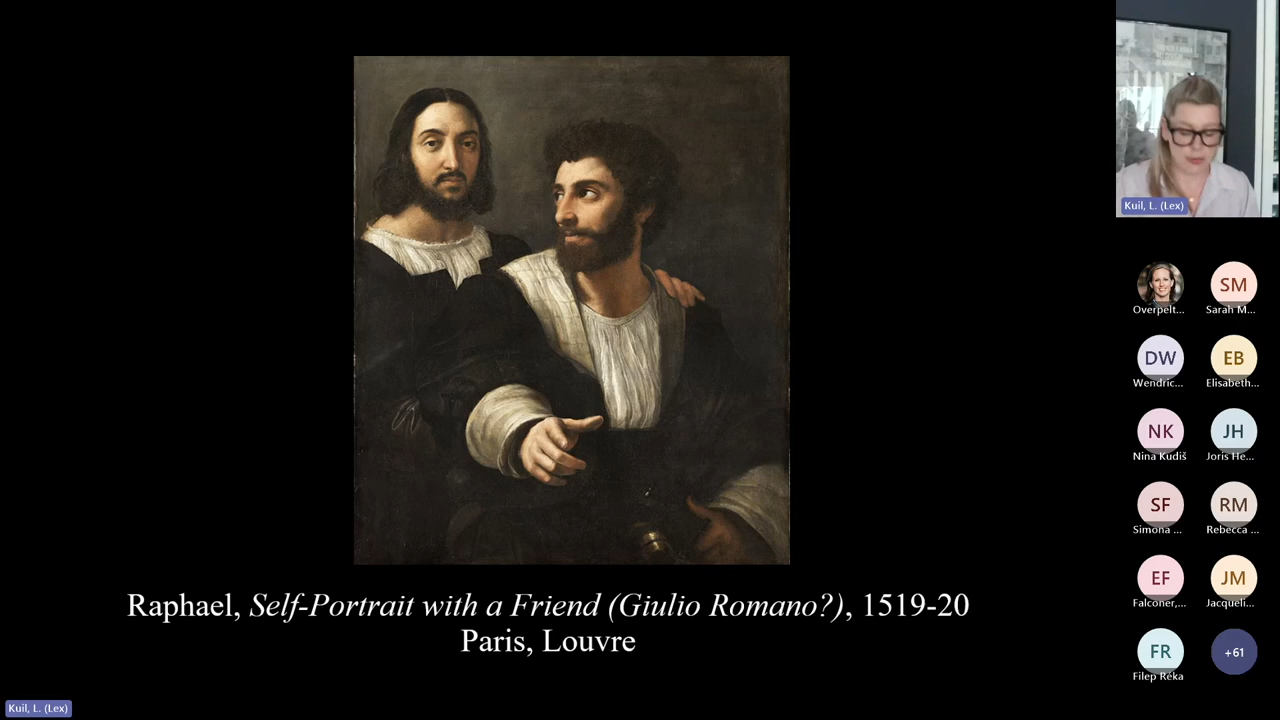 Raphael, Self-Portrait with a Friend (Giulio Romano?), 1519-20
Paris, Louvre
Kuil, L. (Lex)
Overpelt...
SM
Sarah M...
DW
Wendric...
EB
Elisabeth...
NK
Nina Kudiš
JH
Joris He...
SF
Simona ...
RM
Rebecca ...
EF
Falconer,...
JM
Jacqueli...
FR
Filep Réka
+61
Kuil, L. (Lex)